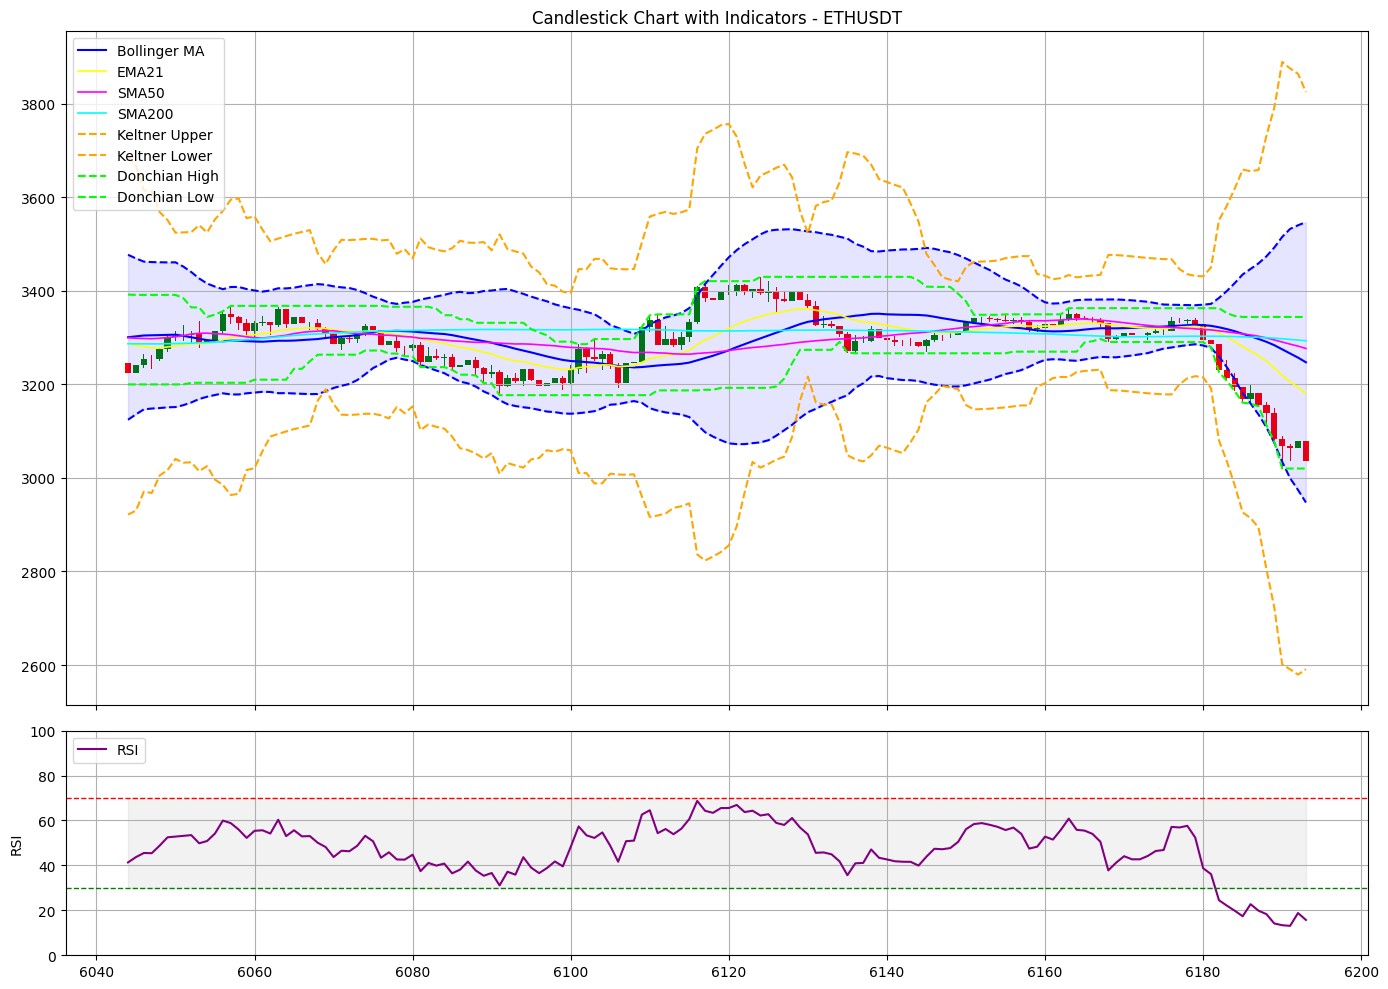 Candlestick Chart with Indicators - ETHUSDT
Bollinger MA
EMA21
SMA50
SMA200
Keltner Upper
Keltner Lower
Donchian High
Donchian Low
3800
3600
3400
3200
3000
2800
2600
RSI
100
80
60
40
20
0
RSI
6040
6060
6080
6100
6120
6140
6160
6180
6200